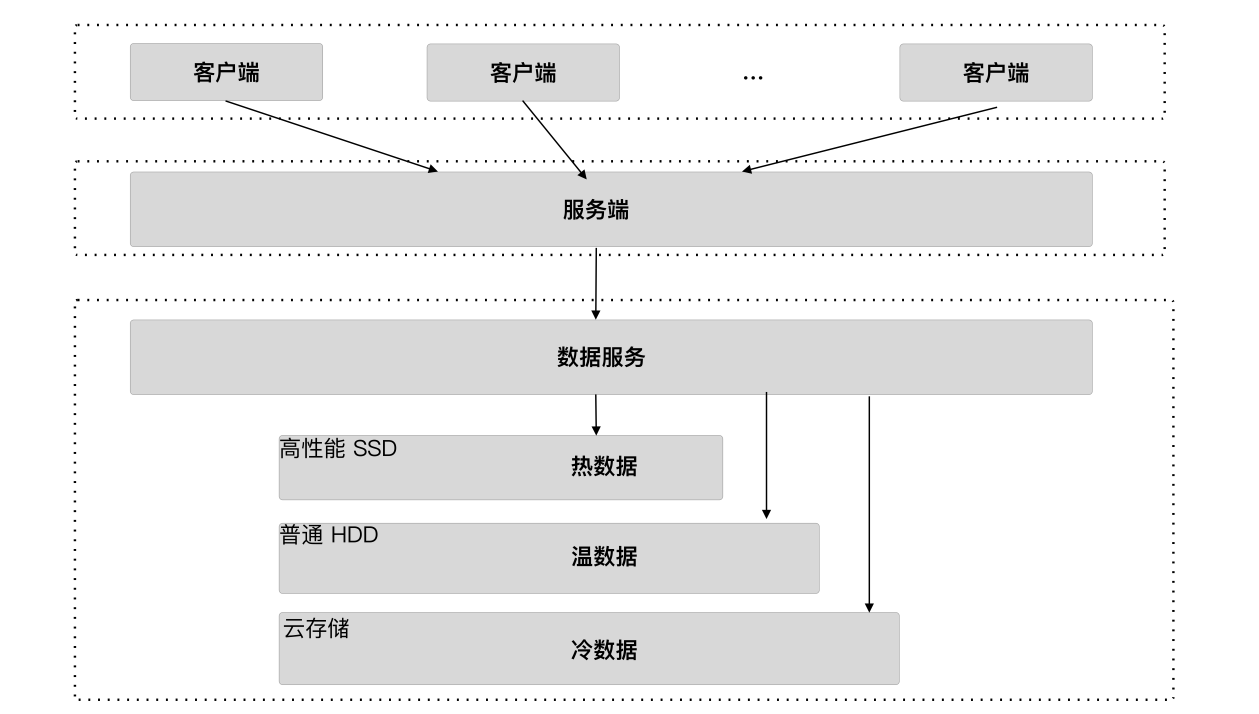 客户端
客户端
...
客户端
服务端
数据服务
高性能 SSD
热数据
普通 HDD
温数据
云存储
冷数据